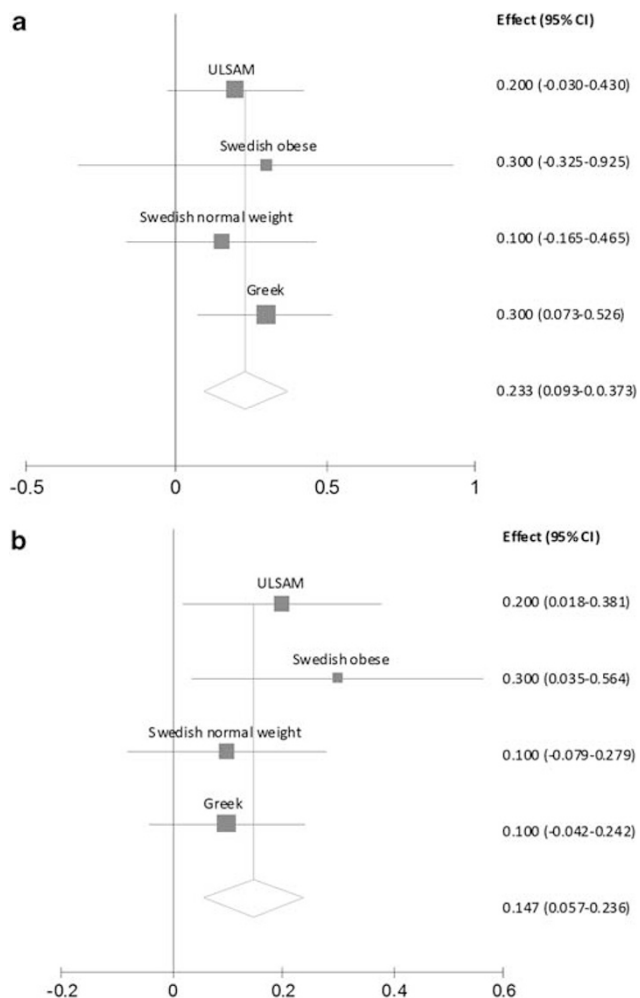 a
Effect (95% CI)
ULSAM
0.200 (-0.030-0.430)
Swedish obese
0.300 (-0.325-0.925)
Swedish normal weight
0.100 (-0.165-0.465)
Greek
0.300 (0.073-0.526)
0.233 (0.093-0.0.373)
-0.5 0 0.5 1
b
Effect (95% CI)
ULSAM
0.200 (0.018-0.381)
Swedish obese
0.300 (0.035-0.564)
Swedish normal weight
0.100 (-0.079-0.279)
Greek
0.100 (-0.042-0.242)
0.147 (0.057-0.236)
-0.2 0 0.2 0.4 0.6